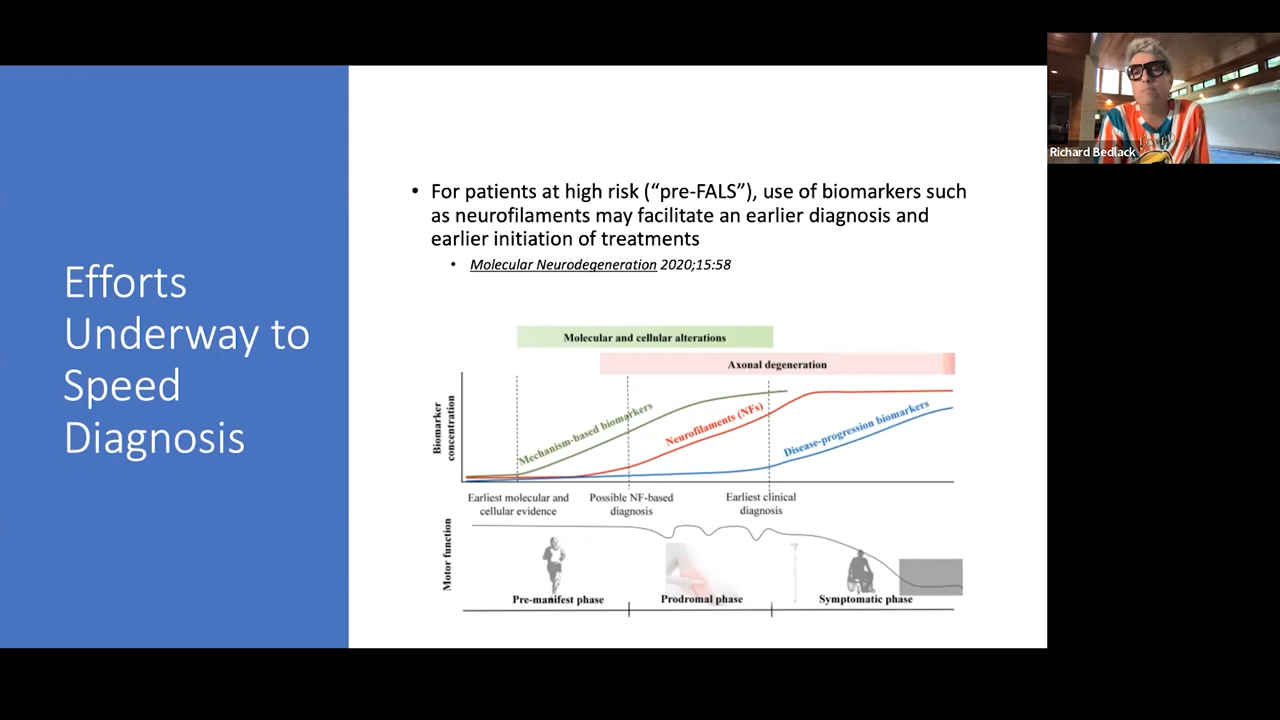 Efforts
Underway to
Speed
Diagnosis
• For patients at high risk (“pre-FALS”), use of biomarkers such
as neurofilaments may facilitate an earlier diagnosis and
earlier initiation of treatments
• Molecular Neurodegeneration 2020;15:58
Molecular and cellular alterations
Axonal degeneration
Biomarker
concentration
Mechanism-based biomarkers
Neurofilaments (NFs)
Disease-progression biomarkers
Earliest molecular and
cellular evidence
Possible NF-based
diagnosis
Earliest clinical
diagnosis
Motor function
Pre-manifest phase
Prodromal phase
Symptomatic phase
Richard Bedlack